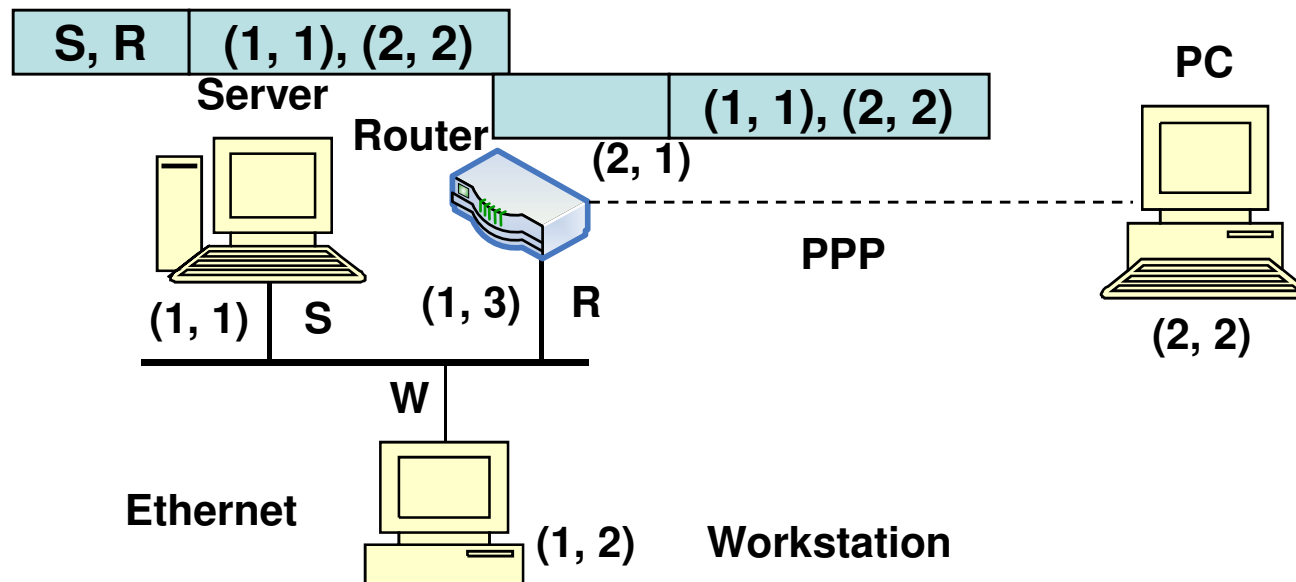 S, R (1, 1), (2, 2)
Server
PC
(1, 1), (2, 2)
Router
(2, 1)
PPP
(1, 1) S
(1, 3) R
(2, 2)
W
Ethernet
(1, 2)
Workstation